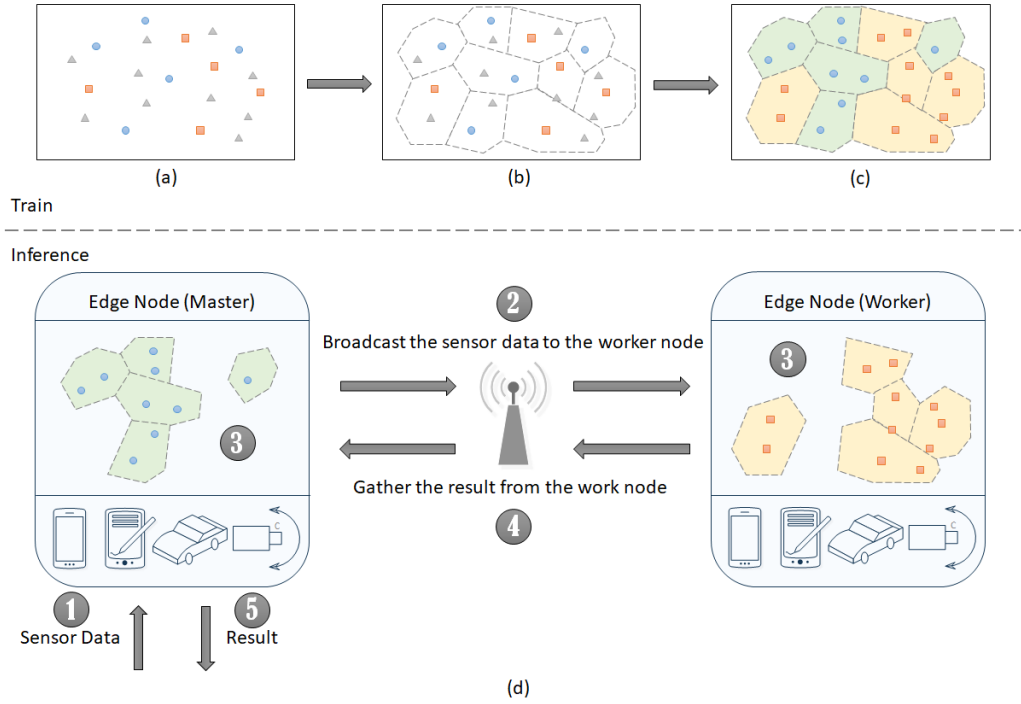 (a)
(b)
(c)
Train
Inference
Edge Node (Master)
2
Edge Node (Worker)
Broadcast the sensor data to the worker node
3
3
Gather the result from the work node
4
C
C
1
5
Sensor Data
Result
(d)